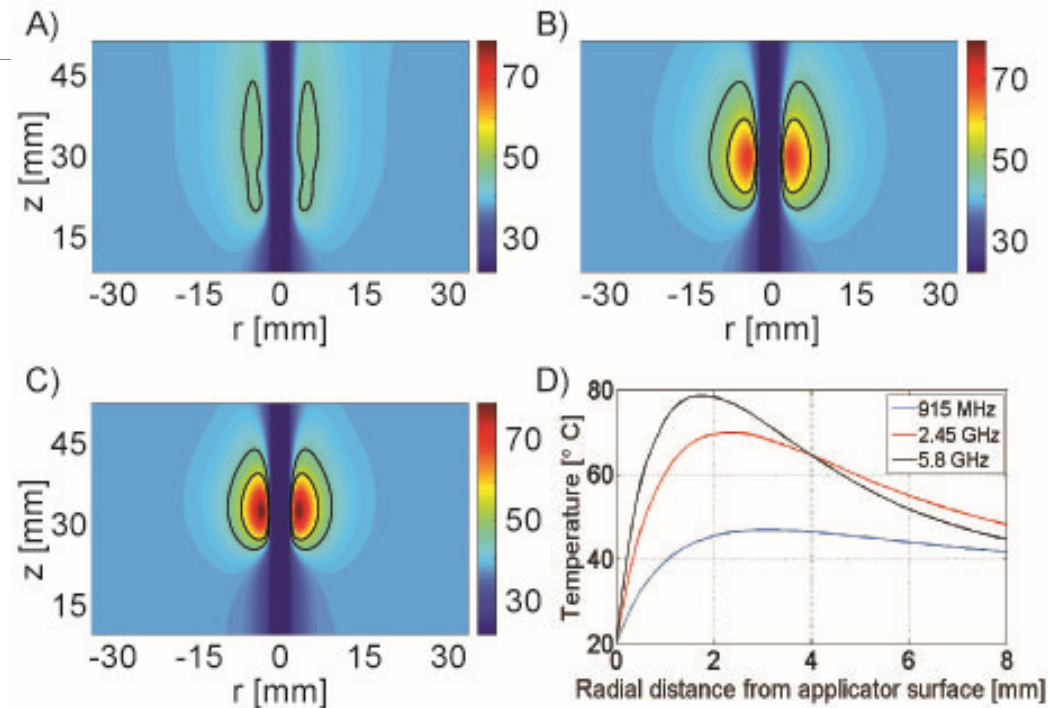 A)
45
30
15
z [mm]
-30 -15 0 15 30
r [mm]
70
50
30
B)
45
30
15
-30 -15 0 15 30
r [mm]
70
50
30
C)
45
30
15
z [mm]
-30 -15 0 15 30
r [mm]
70
50
30
D)
80
60
40
20
Temperature [° C]
915 MHz
2.45 GHz
5.8 GHz
0 2 4 6 8
Radial distance from applicator surface [mm]